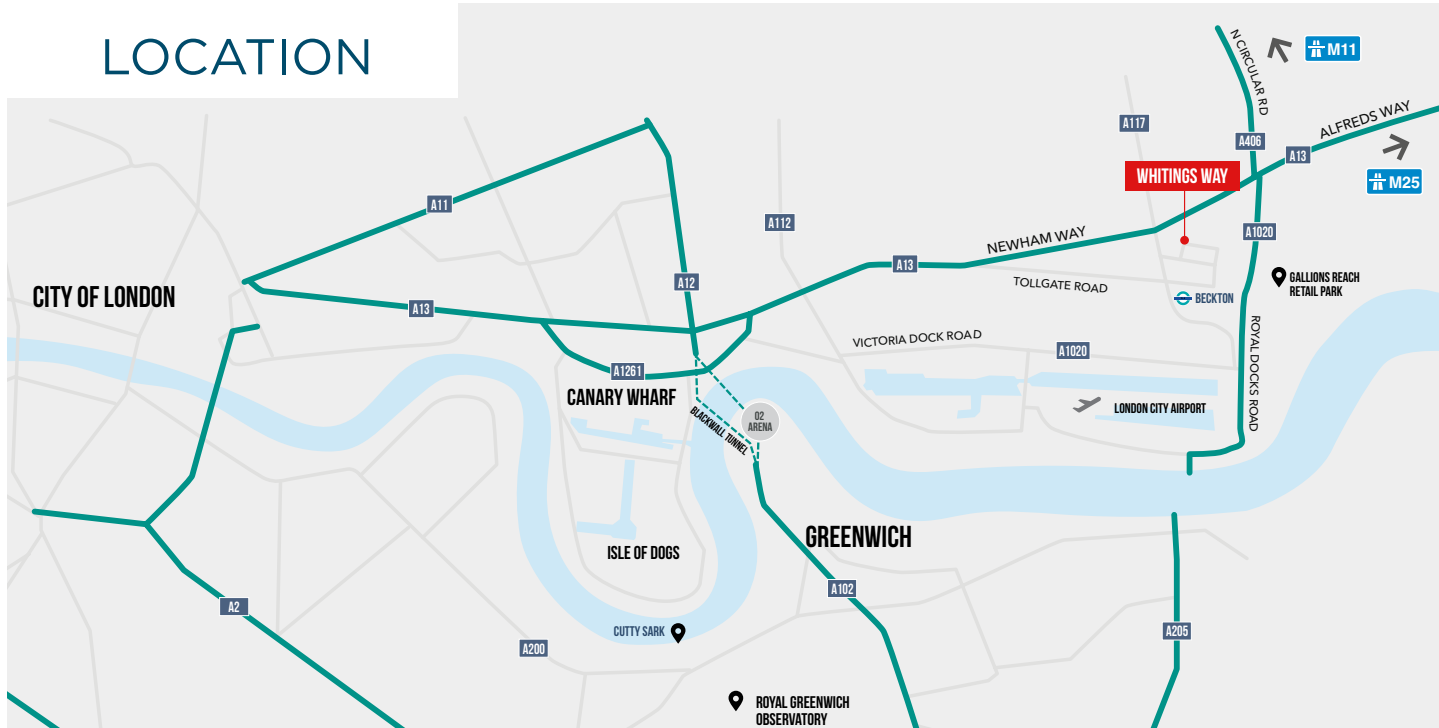 LOCATION
N CIRCULAR RD
M11
A117
A406
ALFREDS WAY
A13
M25
WHITINGS WAY
A11
A112
NEWHAM WAY
A1020
A12
A13
TOLLGATE ROAD
GALLIONS REACH
RETAIL PARK
CITY OF LONDON
A13
BECKTON
ROYAL DOCKS ROAD
VICTORIA DOCK ROAD
A1020
A1261
CANARY WHARF
BLACKWALL TUNNEL
O2
ARENA
LONDON CITY AIRPORT
GREENWICH
ISLE OF DOGS
A102
A2
CUTTY SARK
A200
A205
ROYAL GREENWICH
OBSERVATORY